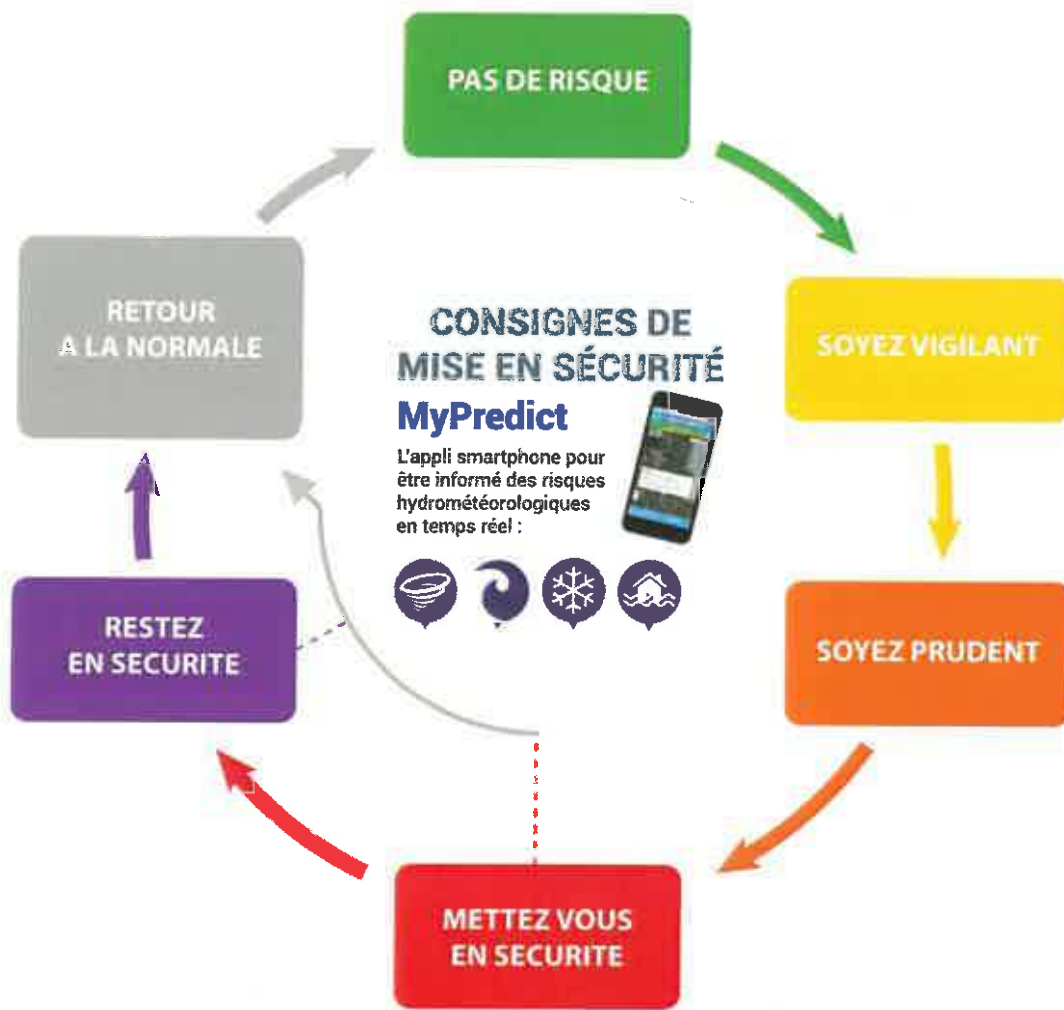 PAS DE RISQUE
RETOUR
A LA NORMALE
CONSIGNES DE
MISE EN SÉCURITÉ
MyPredict
L'appli smartphone pour
être informé des risques
hydrométéorologiques
en temps réel :
SOYEZ VIGILANT
RESTEZ
EN SECURITE
SOYEZ PRUDENT
METTEZ VOUS
EN SECURITE